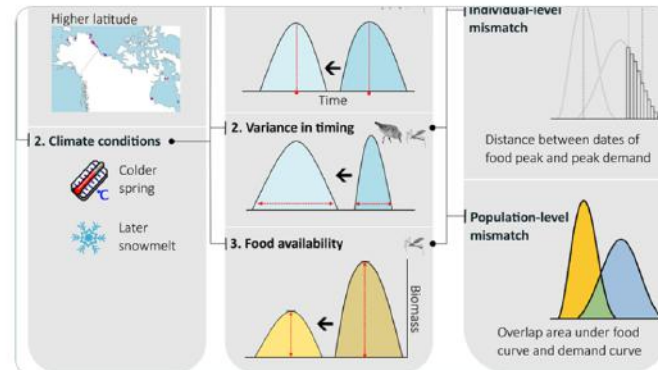 Higher latitude
2. Climate conditions
℃
Colder
spring
Later
snowmelt
Time
2. Variance in timing
3. Food availability
Biomass
Individual-level
mismatch
Distance between dates of
food peak and peak demand
Population-level
mismatch
Overlap area under food
curve and demand curve